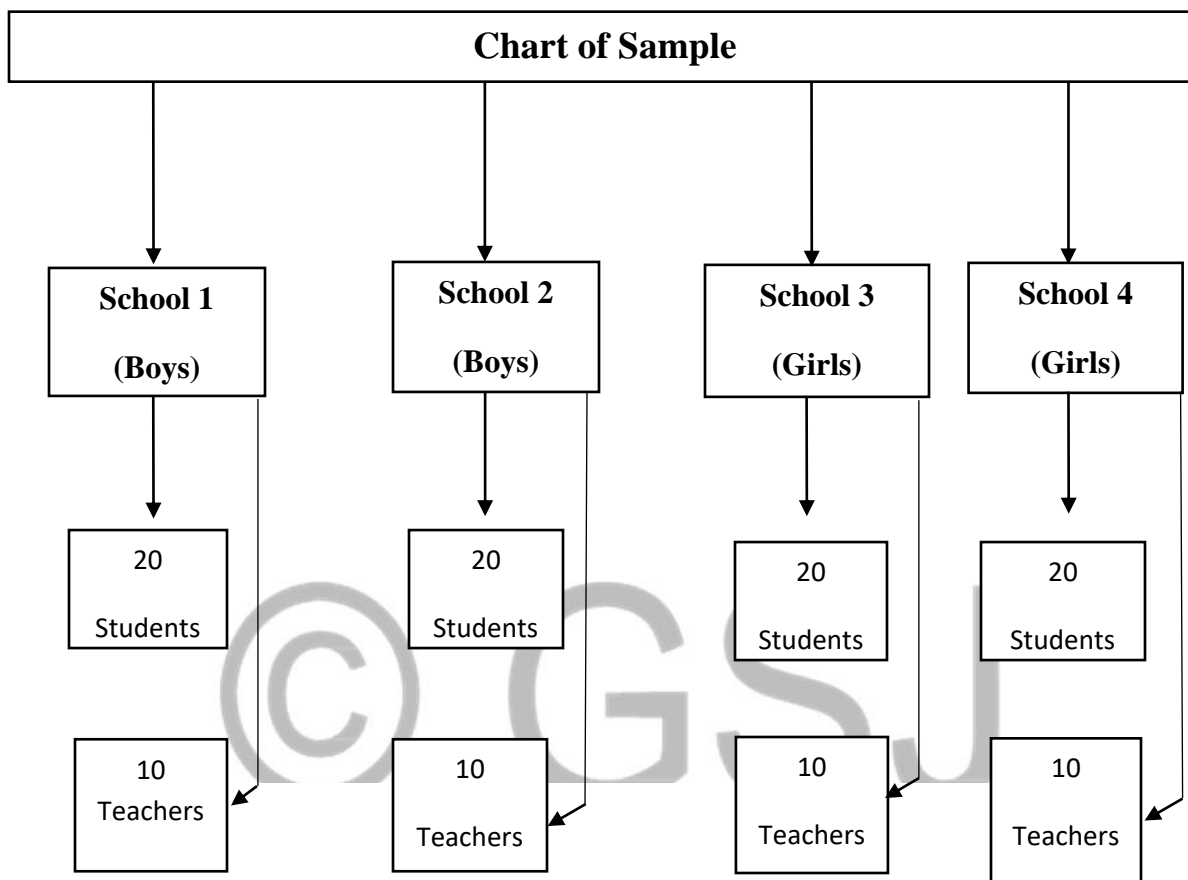 Chart of Sample
School 1
(Boys)
School 2
(Boys)
School 3
(Girls)
School 4
(Girls)
20
Students
20
Students
20
Students
20
Students
10
Teachers
10
Teachers
10
Teachers
10
Teachers
© GSJ